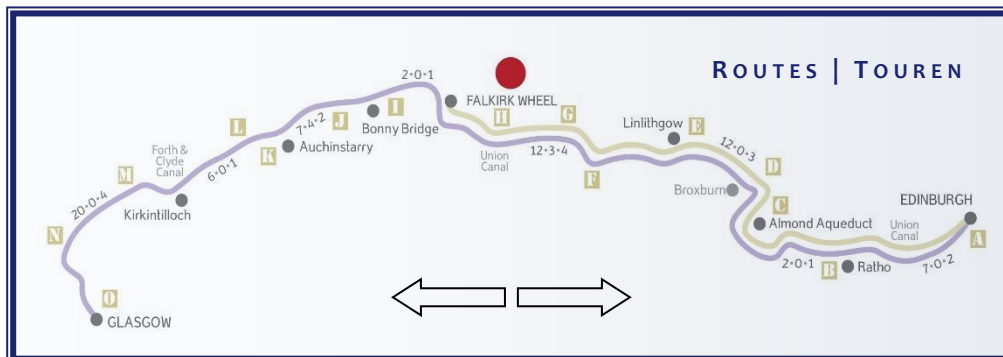 ROUTES | TOUREN
2•0•1
FALKIRK WHEEL
L
7•4•2
J
I
H
G
Linlithgow
E
Bonny Bridge
12•0•3
M
Forth &
Clyde
Canal
K
Auchinstarry
Union
Canal
12•3•4
D
6•0•1
F
Broxburn
C
EDINBURGH
20•0•4
Kirkintilloch
Almond Aqueduct
Union
Canal
A
N
2•0•1
B
Ratho
7•0•2
O
GLASGOW